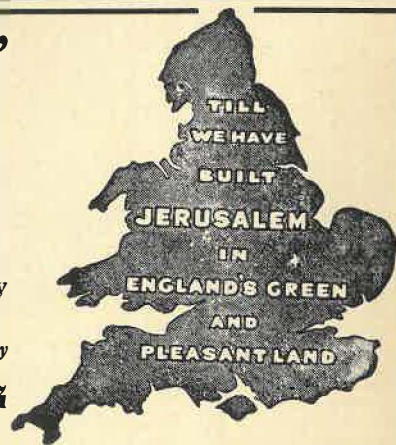 TILL
WE HAVE
BUILT
JERUSALEM
IN
ENGLAND'S GREEN
AND
PLEASANT LAND